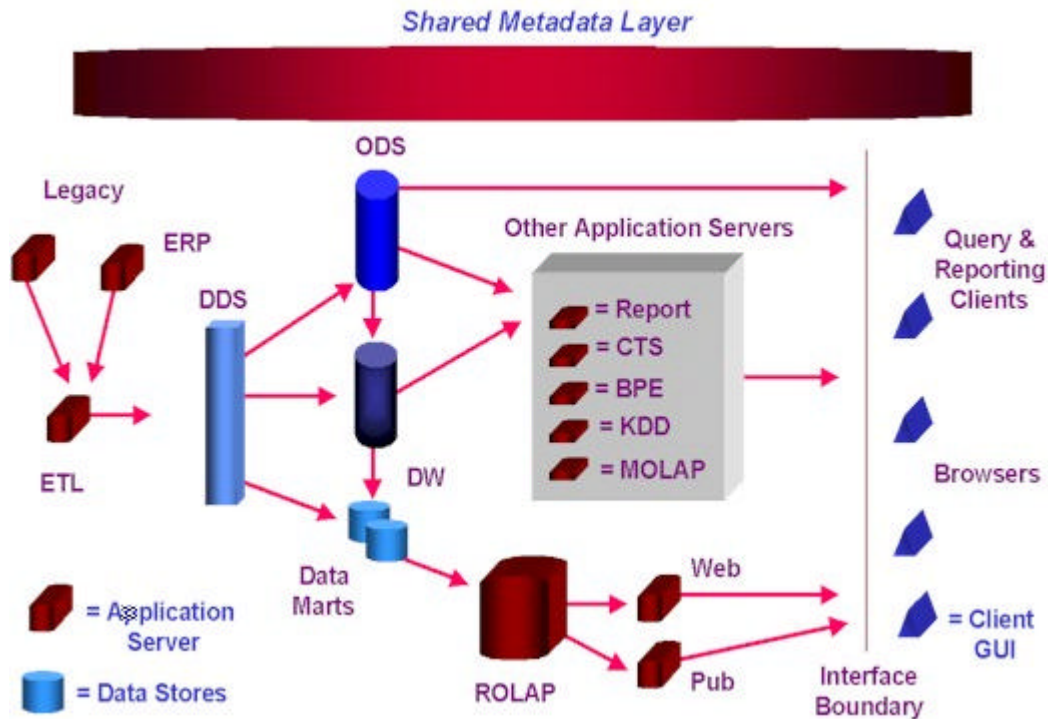 Shared Metadata Layer
ODS
Legacy
ERP
DDS
Other Application Servers
Query &
Reporting
Clients
= Report
= CTS
= BPE
= KDD
= MOLAP
ETL
DW
Browsers
Data
Marts
Web
= Application
Server
= Client
GUI
= Data Stores
ROLAP
Pub
Interface
Boundary